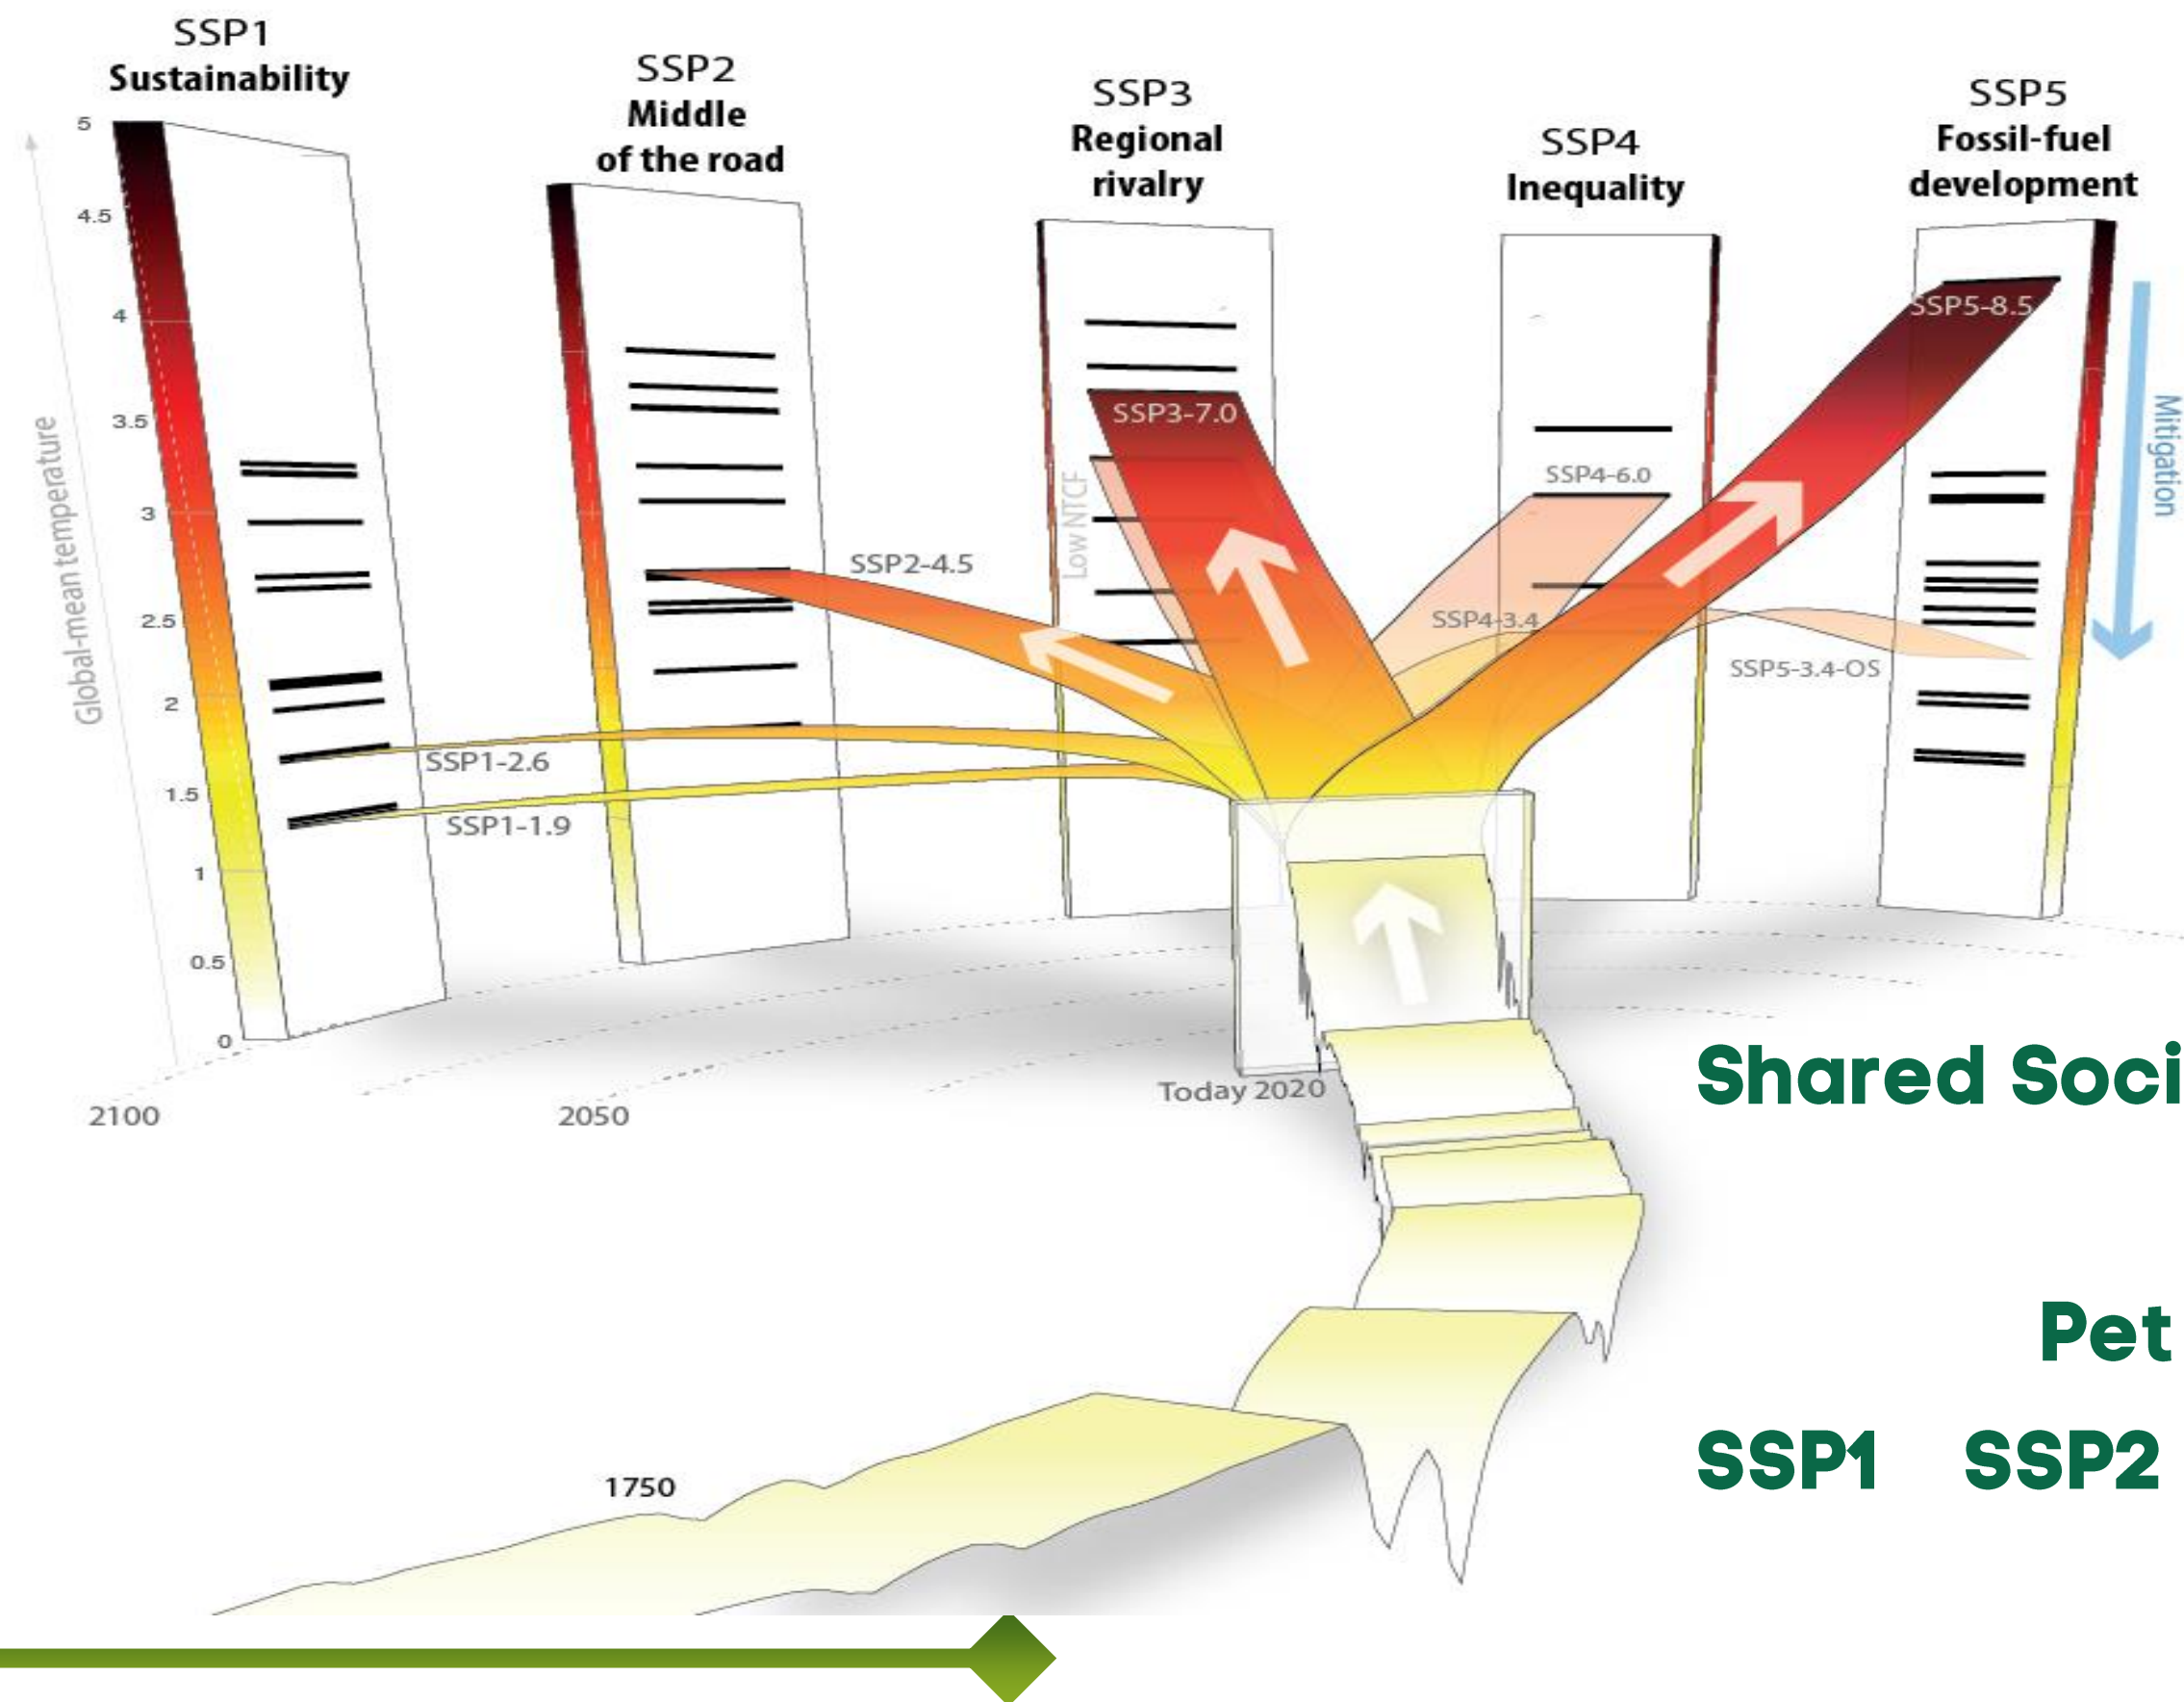 SSP1
Sustainability
SSP2
Middle
of the road
SSP3
Regional
rivalry
SSP4
Inequality
SSP5
Fossil-fuel
development
5
4.5
4
3.5
3
2.5
2
1.5
1
0.5
0
Global-mean temperature
SSP1-2.6
SSP1-1.9
SSP2-4.5
Low NTCF
SSP3-7.0
SSP4-6.0
SSP4-3.4
SSP5-8.5
SSP5-3.4-OS
Mitigation
2100
2050
Today 2020
1750
Shared Soci
Pet
SSP1 SSP2